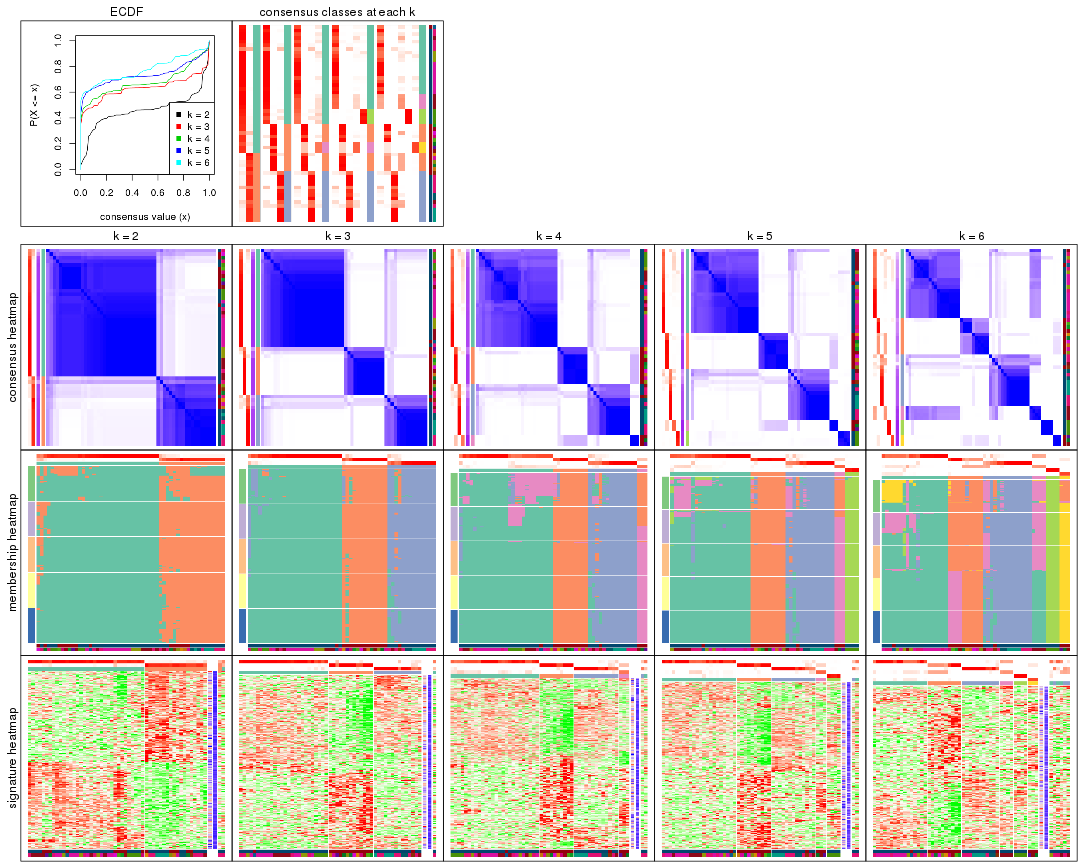 ECDF
consensus classes at each k
P(X <= x)
0.0 0.2 0.4 0.6 0.8 1.0
k = 2
k = 3
k = 4
k = 5
k = 6
0.0 0.2 0.4 0.6 0.8 1.0
consensus value (x)
k = 2
k = 3
k = 4
k = 5
k = 6
consensus heatmap
membership heatmap
signature heatmap